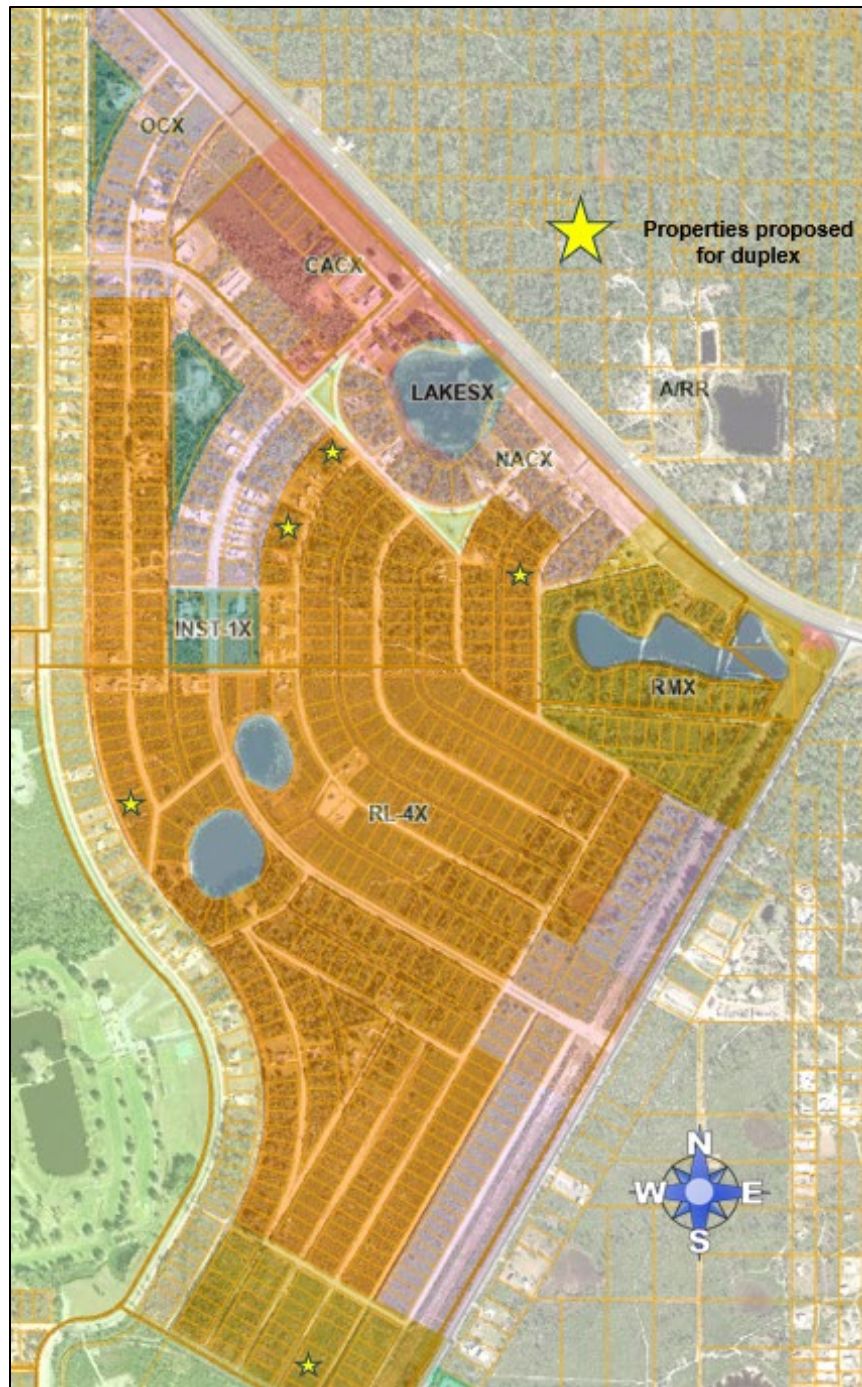 OCX
Properties proposed
for duplex
CACX
A/RR
LAKESX
NACX
INST-1X
RMX
RL-4X
N
W E
S